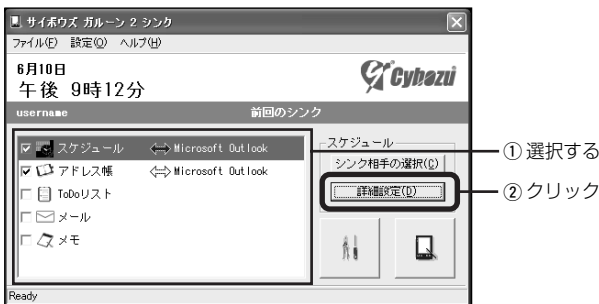 サイボウズ ガルーン 2 シンク
ファイル(F) 設定(O) ヘルプ(H)
6月10日
午後 9時12分
Cybozu
username 前回のシンク
スケジュール Microsoft Outlook
アドレス帳 Microsoft Outlook
ToDoリスト
メール
メモ
スケジュール
シンク相手の選択(C)
詳細設定(D)
① 選択する
② クリック
Ready